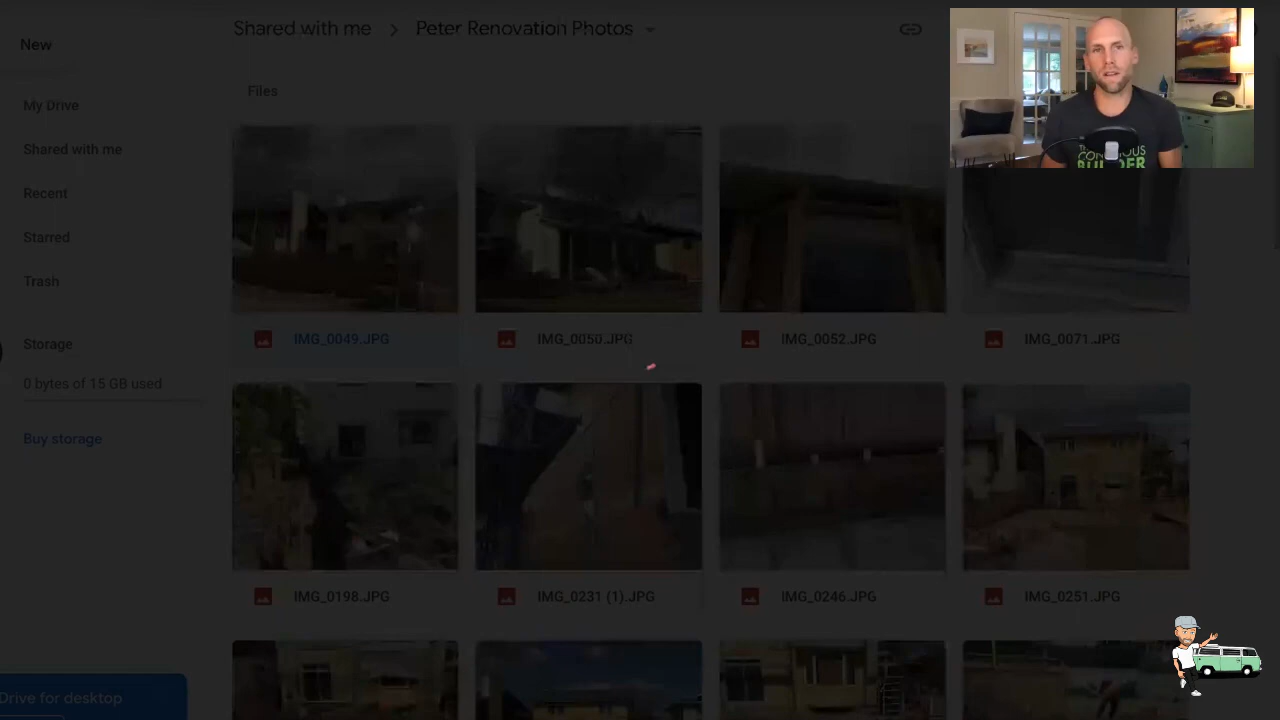 Shared with me > Peter Renovation Photos
New
Files
My Drive
Shared with me
Recent
Starred
Trash
Storage
0 bytes of 15 GB used
Buy storage
IMG_0049.JPG
IMG_0050.JPG
IMG_0052.JPG
IMG_0071.JPG
IMG_0198.JPG
IMG_0231 (1).JPG
IMG_0246.JPG
IMG_0251.JPG
Drive for desktop